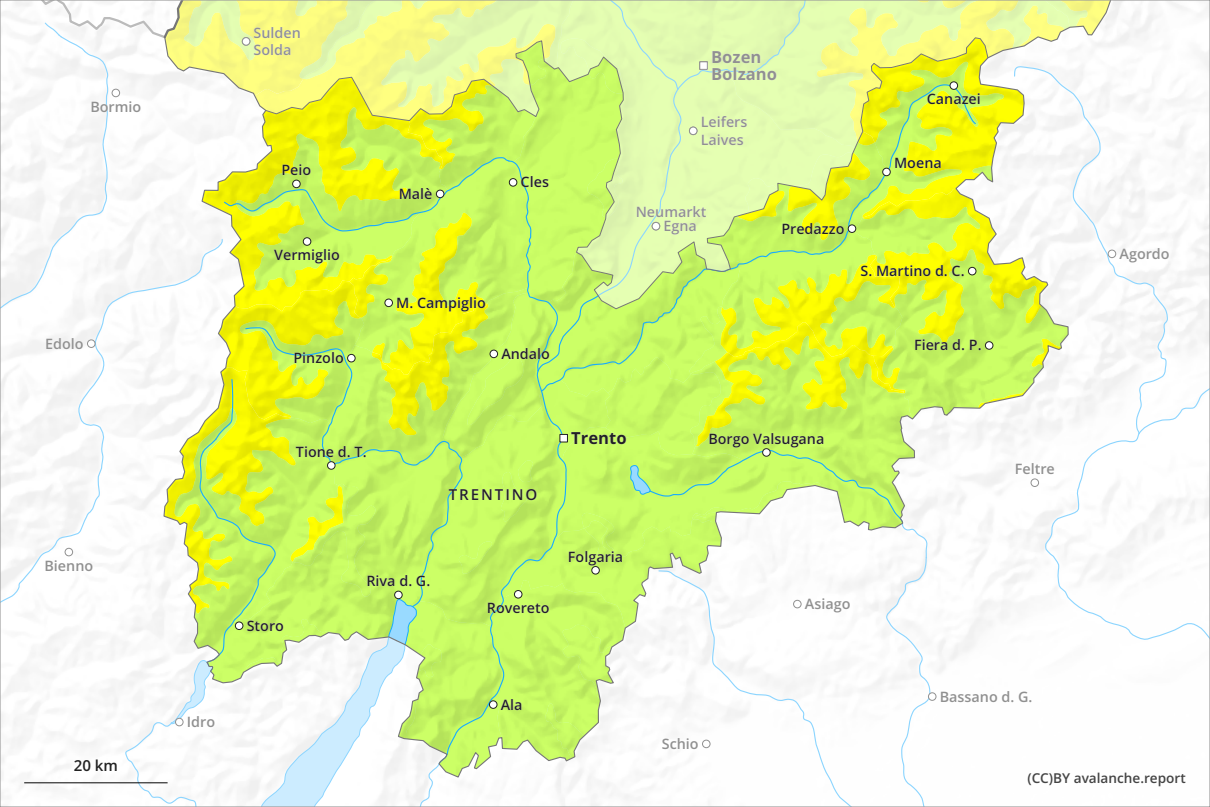 Sulden
Solda
Bozen
Bolzano
Bormio
Canazei
Leifers
Laives
Moena
Peio
Malè
Cles
Neumarkt
Egna
Predazzo
Vermiglio
Agordo
S. Martino d. C.
M. Campiglio
Edolo
Pinzolo
Andalo
Fiera d. P.
Trento
Borgo Valsugana
Tione d. T.
Feltre
TRENTINO
Bienno
Folgaria
Riva d. G.
Rovereto
Asiago
Storo
Bassano d. G.
Ala
Idro
Schio
20 km
(CC)BY avalanche.report